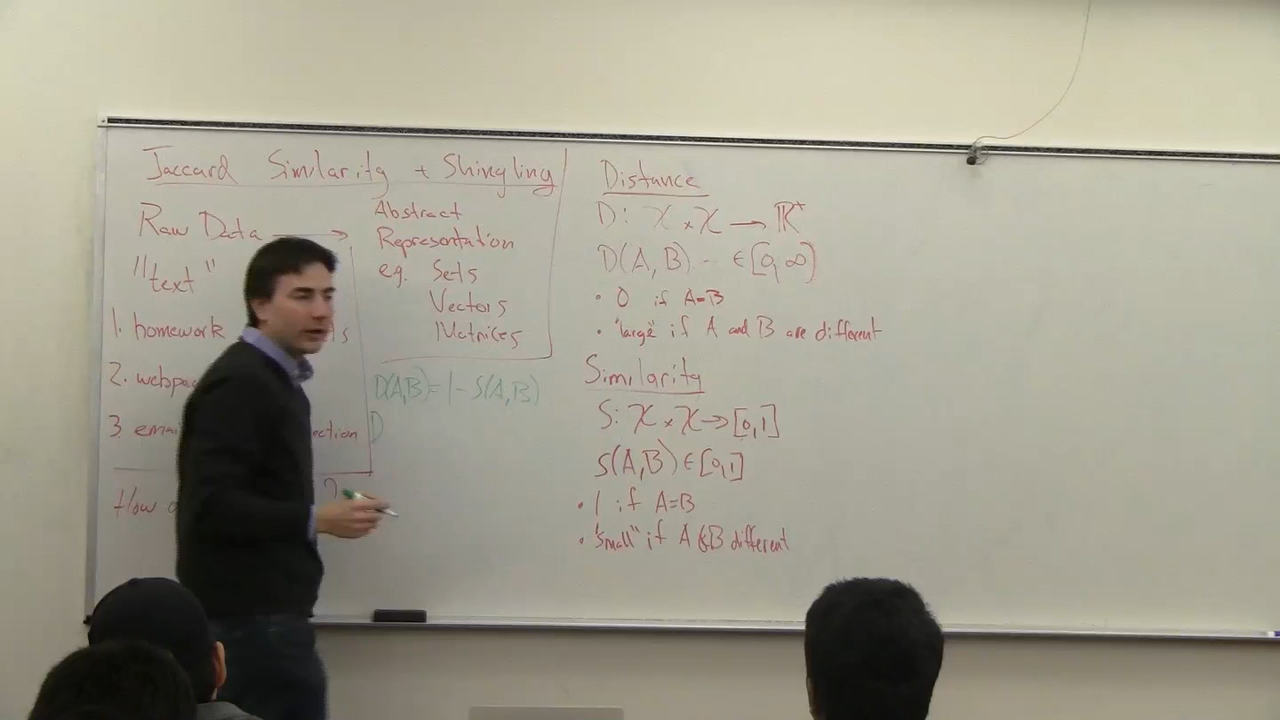 Jaccard Similarity + Shingling
Raw Data →
"text"
1. homework
2. webpa
3. emai ection
How
?
Abstract
Representation
eg. Sets
Vectors
Matrices
D(A,B) = 1 - S(A,B)
D
Distance
D: X × X → ℝ⁺
D(A, B) -- ∈ [0, ∞)
• 0 if A=B
• "large" if A and B are different
Similarity
S: X × X → [0,1]
S(A,B) ∈ [0,1]
• 1 if A=B
• "small" if A & B different